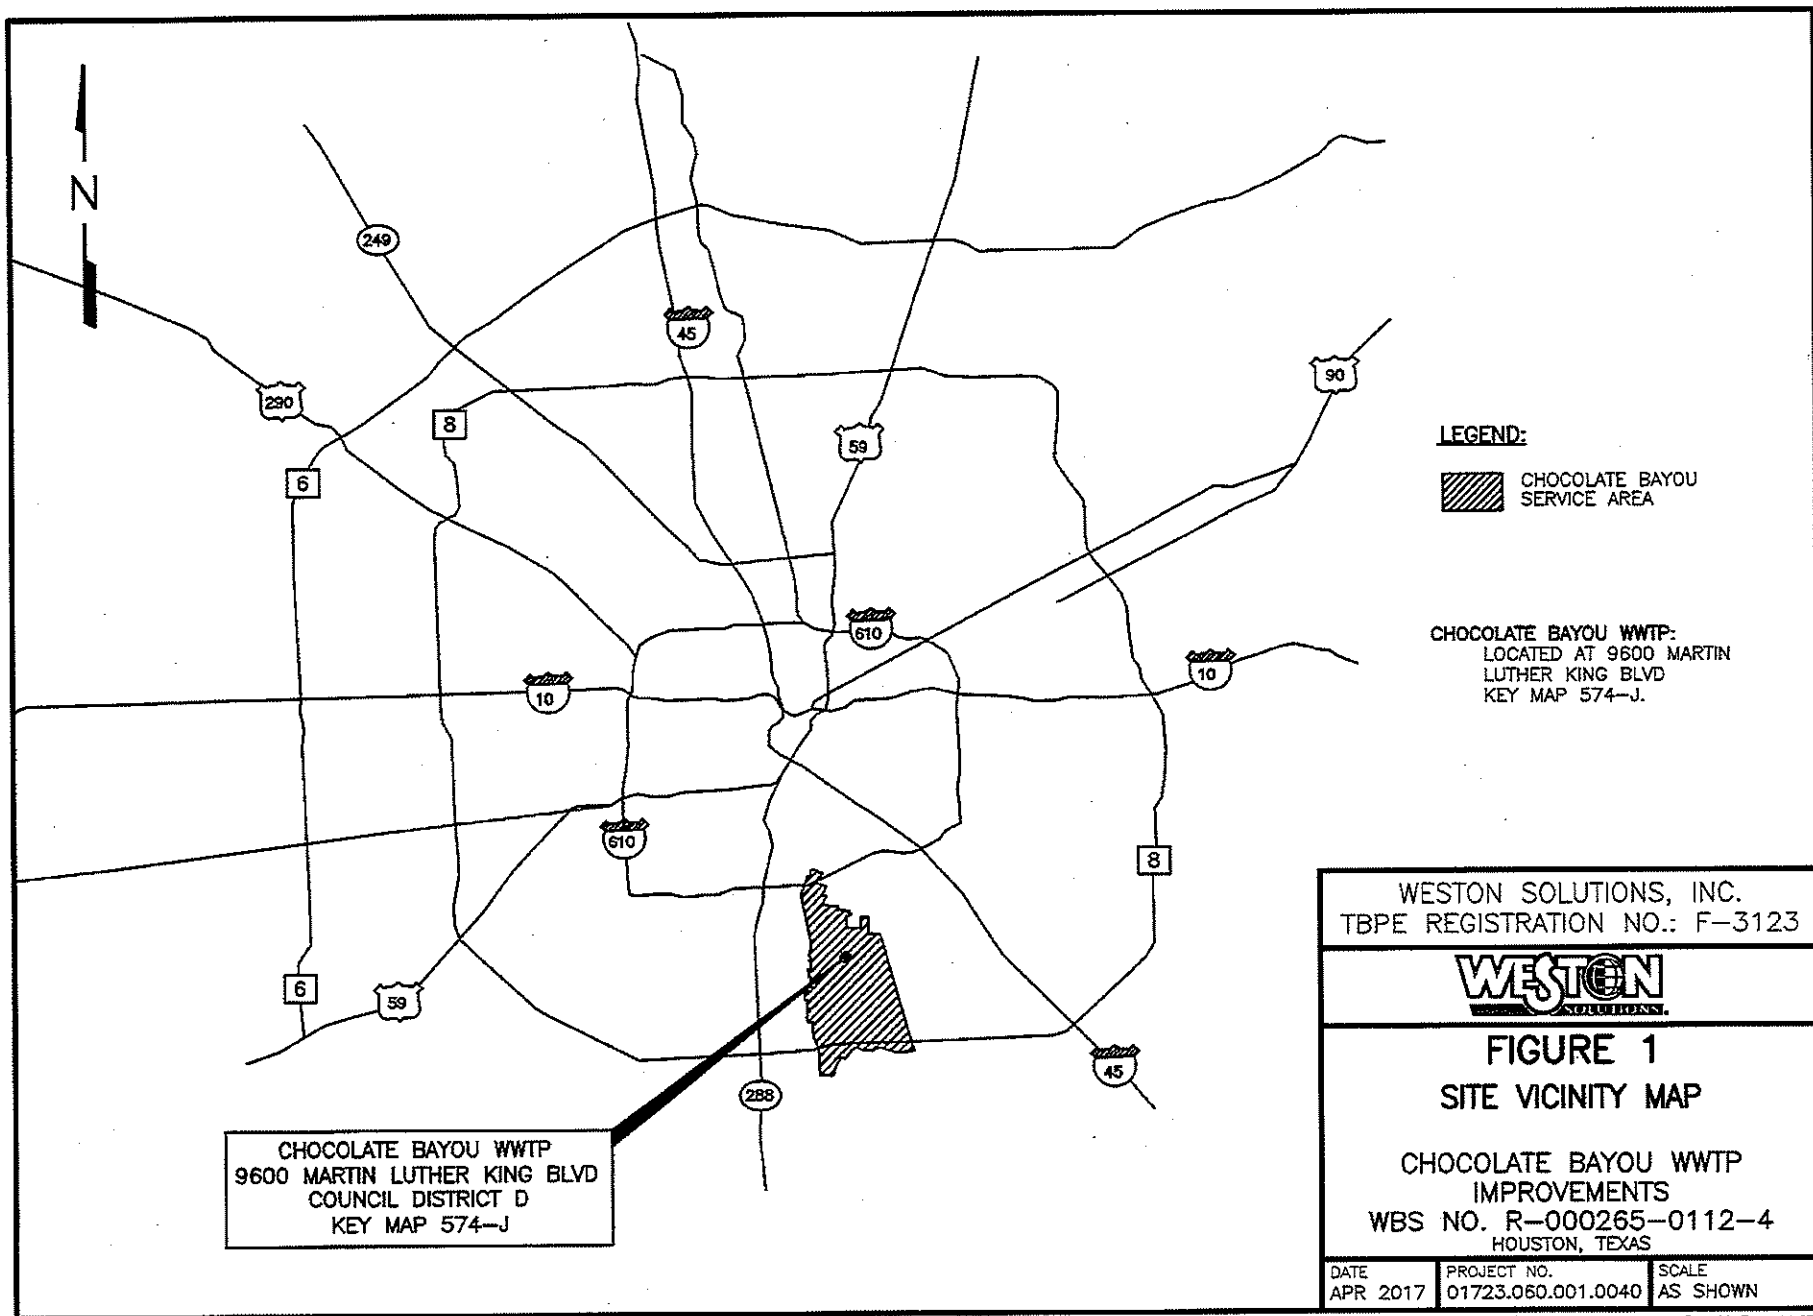 N
249
45
290
8
59
90
6
LEGEND:
CHOCOLATE BAYOU
SERVICE AREA
610
CHOCOLATE BAYOU WWTP:
LOCATED AT 9600 MARTIN
LUTHER KING BLVD
KEY MAP 574-J.
10
10
610
8
6
59
45
288
CHOCOLATE BAYOU WWTP
9600 MARTIN LUTHER KING BLVD
COUNCIL DISTRICT D
KEY MAP 574-J
WESTON SOLUTIONS, INC.
TBPE REGISTRATION NO.: F-3123
WESTON
SOLUTIONS
FIGURE 1
SITE VICINITY MAP
CHOCOLATE BAYOU WWTP
IMPROVEMENTS
WBS NO. R-000265-0112-4
HOUSTON, TEXAS
DATE
APR 2017
PROJECT NO.
01723.060.001.0040
SCALE
AS SHOWN